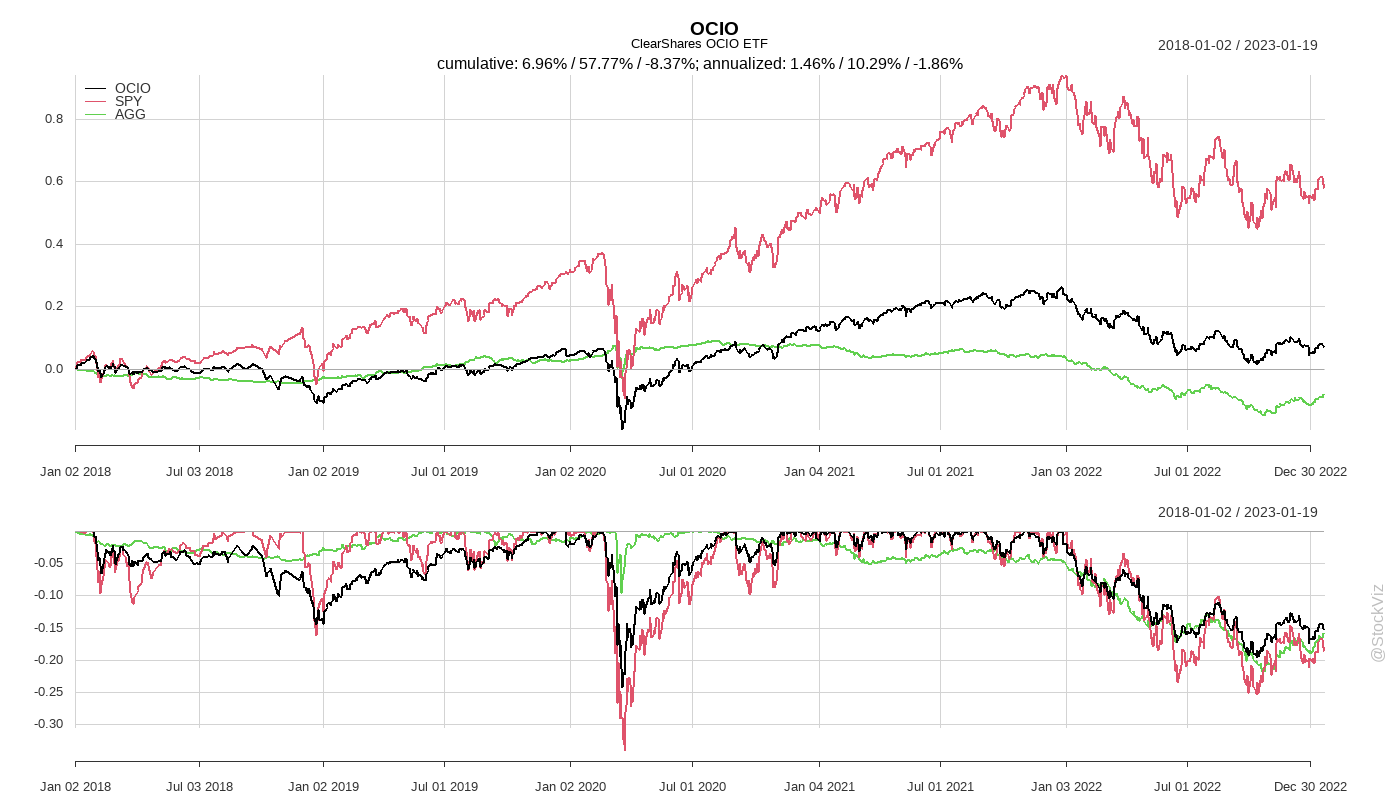 OCIO
ClearShares OCIO ETF
2018-01-02 / 2023-01-19
cumulative: 6.96% / 57.77% / -8.37%; annualized: 1.46% / 10.29% / -1.86%
OCIO
SPY
AGG
0.8
0.6
0.4
0.2
0.0
Jan 02 2018 Jul 03 2018 Jan 02 2019 Jul 01 2019 Jan 02 2020 Jul 01 2020 Jan 04 2021 Jul 01 2021 Jan 03 2022 Jul 01 2022 Dec 30 2022
2018-01-02 / 2023-01-19
-0.05
-0.10
-0.15
-0.20
-0.25
-0.30
Jan 02 2018 Jul 03 2018 Jan 02 2019 Jul 01 2019 Jan 02 2020 Jul 01 2020 Jan 04 2021 Jul 01 2021 Jan 03 2022 Jul 01 2022 Dec 30 2022
@StockViz